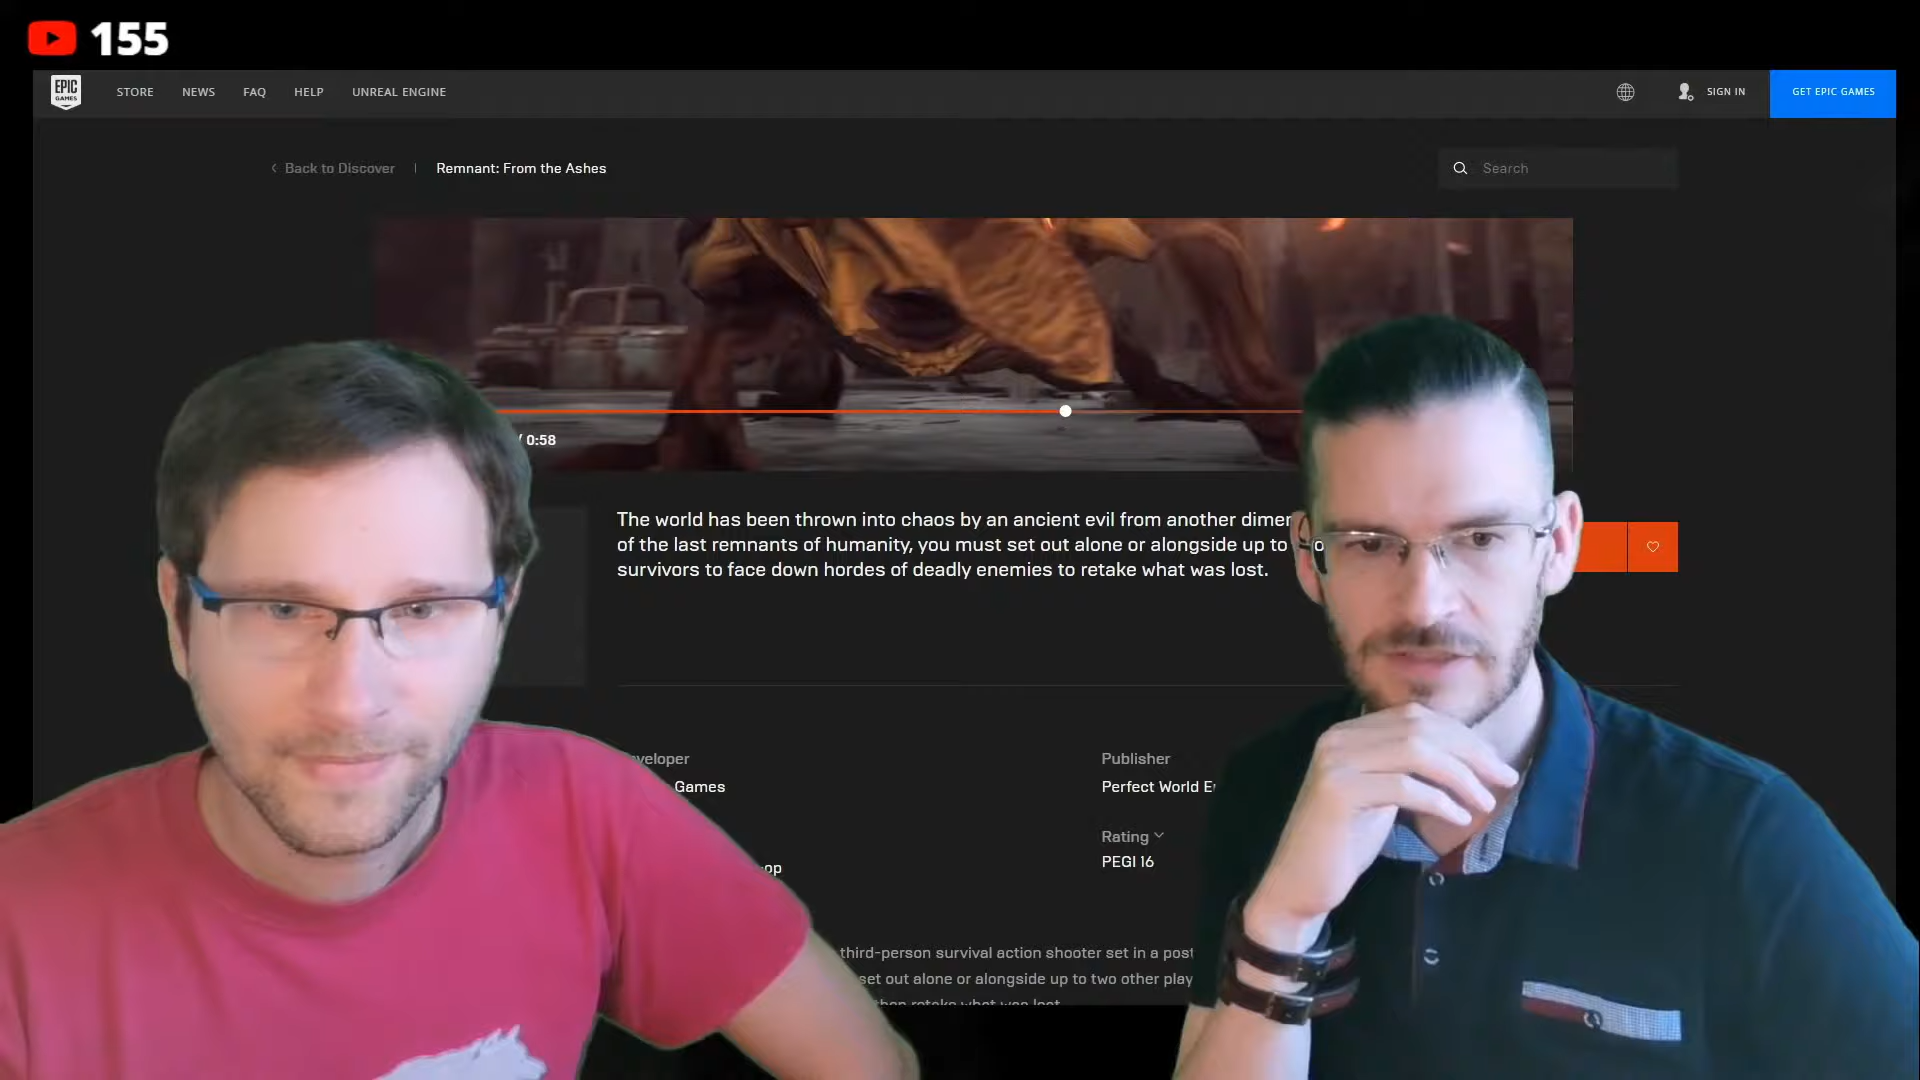 155
EPIC GAMES
STORE NEWS FAQ HELP UNREAL ENGINE
SIGN IN
GET EPIC GAMES
Back to Discover
Remnant: From the Ashes
Search
/ 0:58
The world has been thrown into chaos by an ancient evil from another
of the last remnants of humanity, you must set out alone or alongside up to
survivors to face down hordes of deadly enemies to retake what was lost.
Games
Publisher
Perfect World
Rating
PEGI 16
third-person survival action shooter set in a
set out alone or alongside up to two other
retake what was lost